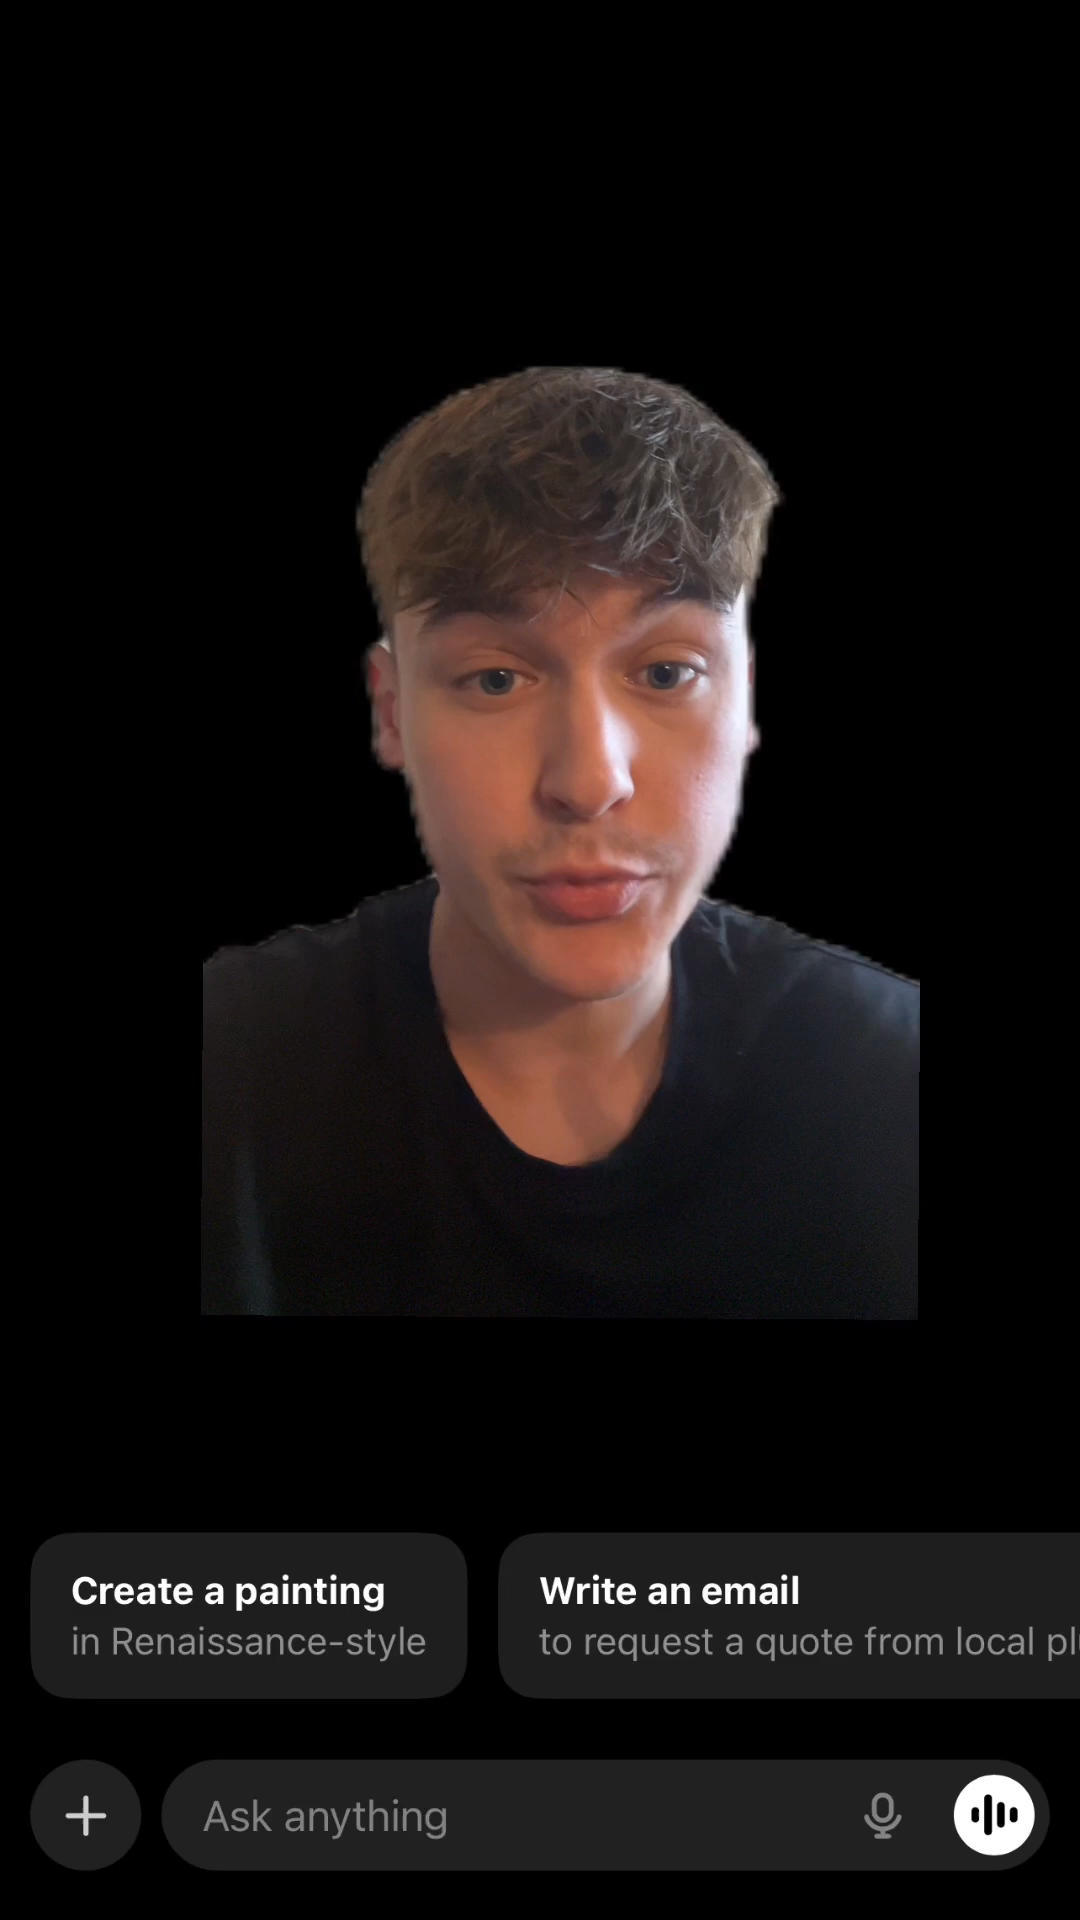 Create a painting
in Renaissance-style
Write an email
to request a quote from local
Ask anything